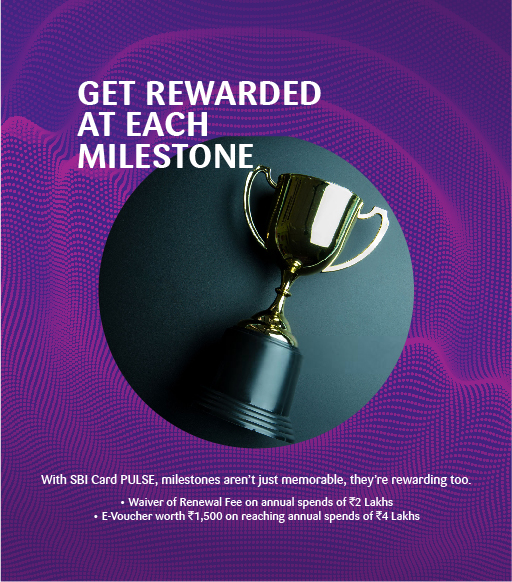 GET REWARDED
AT EACH
MILESTONE
With SBI Card PULSE, milestones aren't just memorable, they're rewarding too.
• Waiver of Renewal Fee on annual spends of ₹2 Lakhs
• E-Voucher worth ₹1,500 on reaching annual spends of ₹4 Lakhs